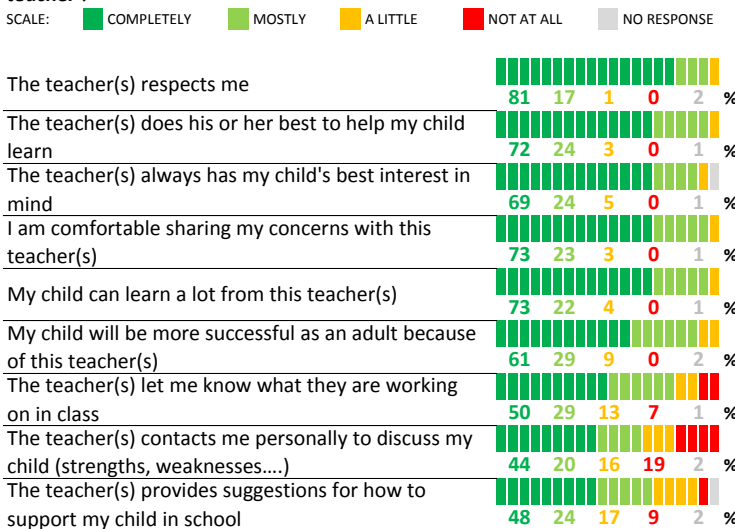 teacher?
SCALE: COMPLETELY MOSTLY A LITTLE NOT AT ALL NO RESPONSE
The teacher(s) respects me
81 17 1 0 2 %
The teacher(s) does his or her best to help my child
learn
72 24 3 0 1 %
The teacher(s) always has my child's best interest in
mind
69 24 5 0 1 %
I am comfortable sharing my concerns with this
teacher(s)
73 23 3 0 1 %
My child can learn a lot from this teacher(s)
73 22 4 0 1 %
My child will be more successful as an adult because
of this teacher(s)
61 29 9 0 2 %
The teacher(s) let me know what they are working
on in class
50 29 13 7 1 %
The teacher(s) contacts me personally to discuss my
child (strengths, weaknesses....)
44 20 16 19 2 %
The teacher(s) provides suggestions for how to
support my child in school
48 24 17 9 2 %